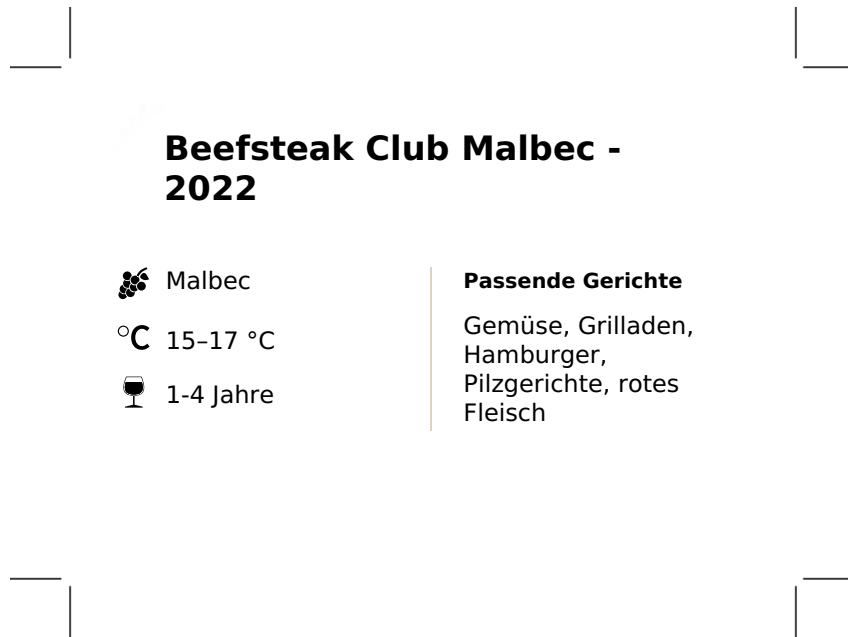 Beefsteak Club Malbec -
2022
Malbec
°C 15–17 °C
1-4 Jahre
Passende Gerichte
Gemüse, Grilladen,
Hamburger,
Pilzgerichte, rotes
Fleisch